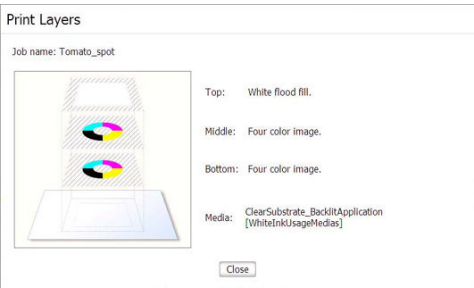 Print Layers
Job name: Tomato_spot
Top: White flood fill.
Middle: Four color image.
Bottom: Four color image.
Media: ClearSubstrate_BacklitApplication
[WhiteInkUsageMedias]
Close